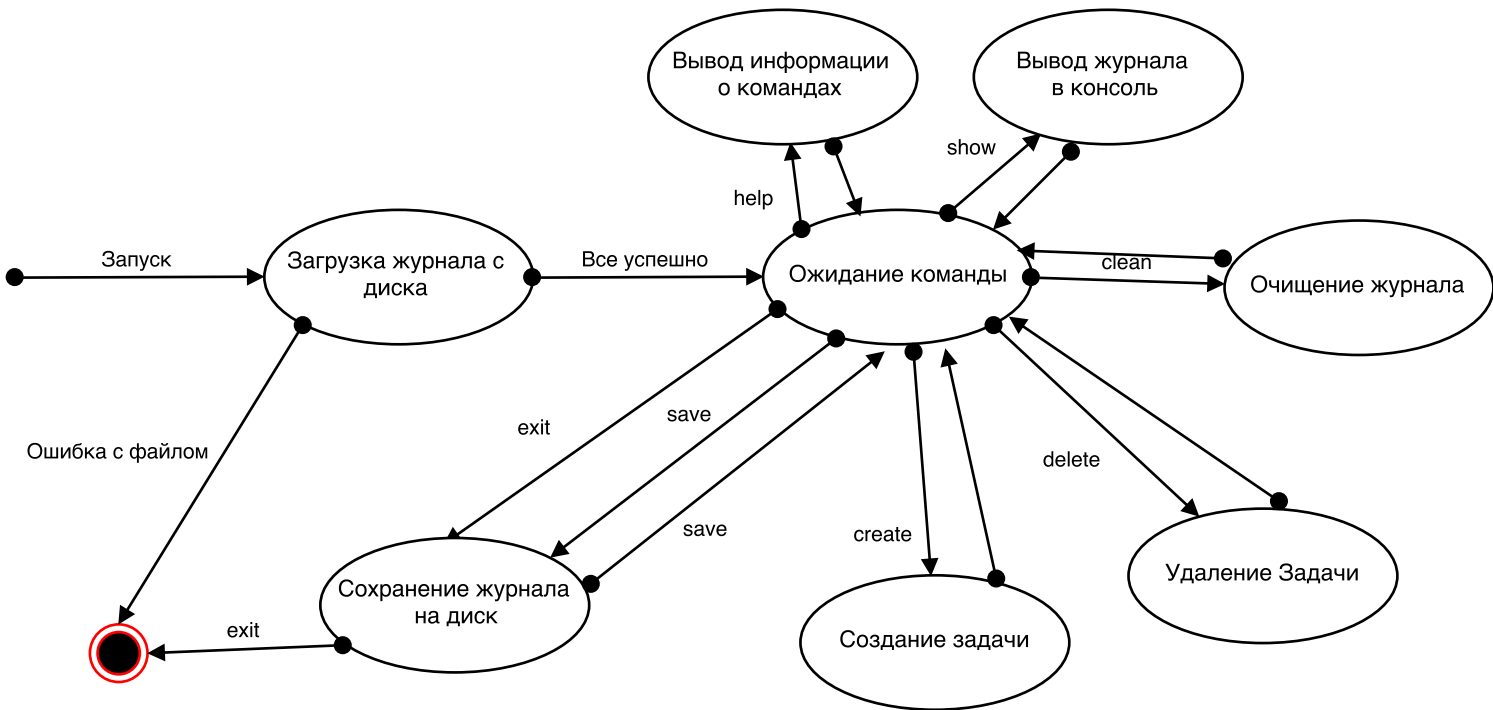 Вывод информации
о командах
Вывод журнала
в консоль
show
help
Запуск
Загрузка журнала с
диска
Все успешно
Ожидание команды
clean
Очищение журнала
Ошибка с файлом
exit
save
delete
save
create
Сохранение журнала
на диск
Удаление Задачи
exit
Создание задачи